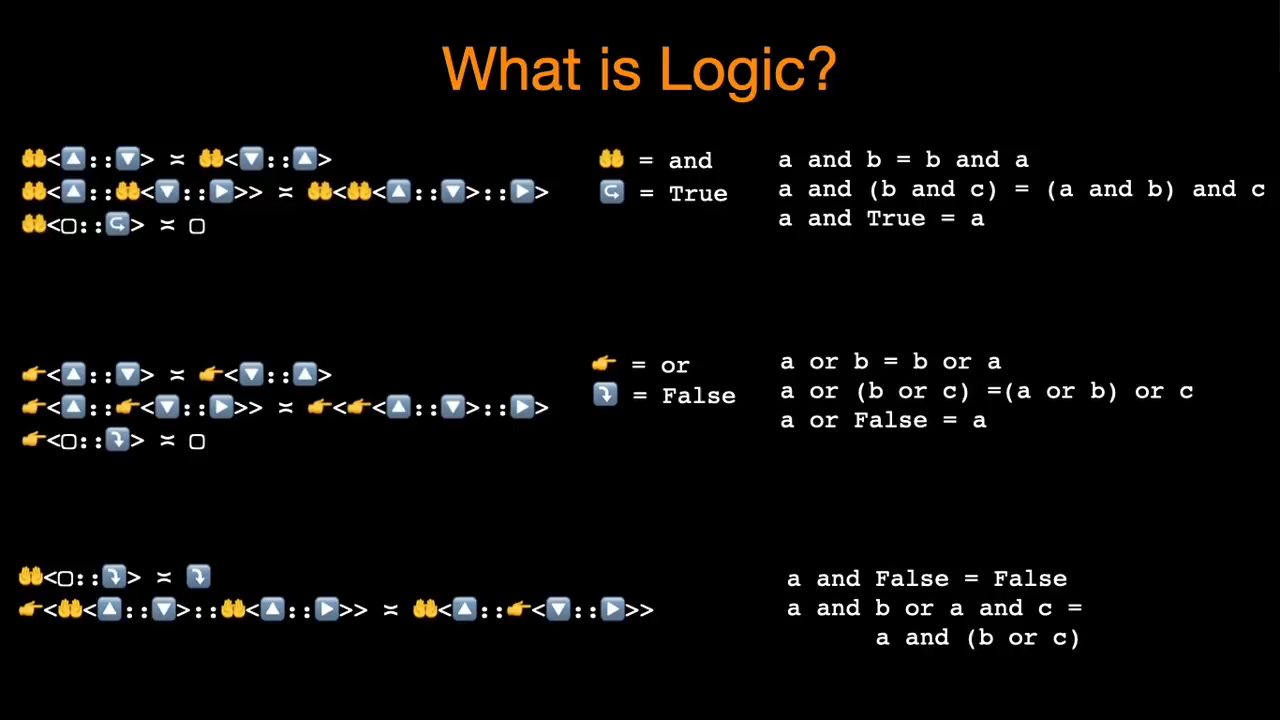 What is Logic?
🤲<🔼::🔽> ≍ 🤲<🔽::🔼>
🤲<🔼::🤲<🔽::▶️>> ≍ 🤲<🤲<🔼::🔽>::▶️>
🤲<▢::↪️> ≍ ▢
🤲 = and
↪️ = True
a and b = b and a
a and (b and c) = (a and b) and c
a and True = a
👉<🔼::🔽> ≍ 👉<🔽::🔼>
👉<🔼::👉<🔽::▶️>> ≍ 👉<👉<🔼::🔽>::▶️>
👉<▢::⤵️> ≍ ▢
👉 = or
⤵️ = False
a or b = b or a
a or (b or c) =(a or b) or c
a or False = a
🤲<▢::⤵️> ≍ ⤵️
👉<🤲<🔼::🔽>::🤲<🔼::▶️>> ≍ 🤲<🔼::👉<🔽::▶️>>
a and False = False
a and b or a and c =
a and (b or c)